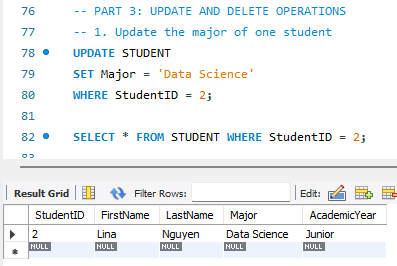 76 -- PART 3: UPDATE AND DELETE OPERATIONS
77 -- 1. Update the major of one student
78 UPDATE STUDENT
79 SET Major = 'Data Science'
80 WHERE StudentID = 2;
81
82 SELECT * FROM STUDENT WHERE StudentID = 2;
Result Grid Filter Rows: Edit:
StudentID FirstName LastName Major AcademicYear
2 Lina Nguyen Data Science Junior
NULL NULL NULL NULL NULL